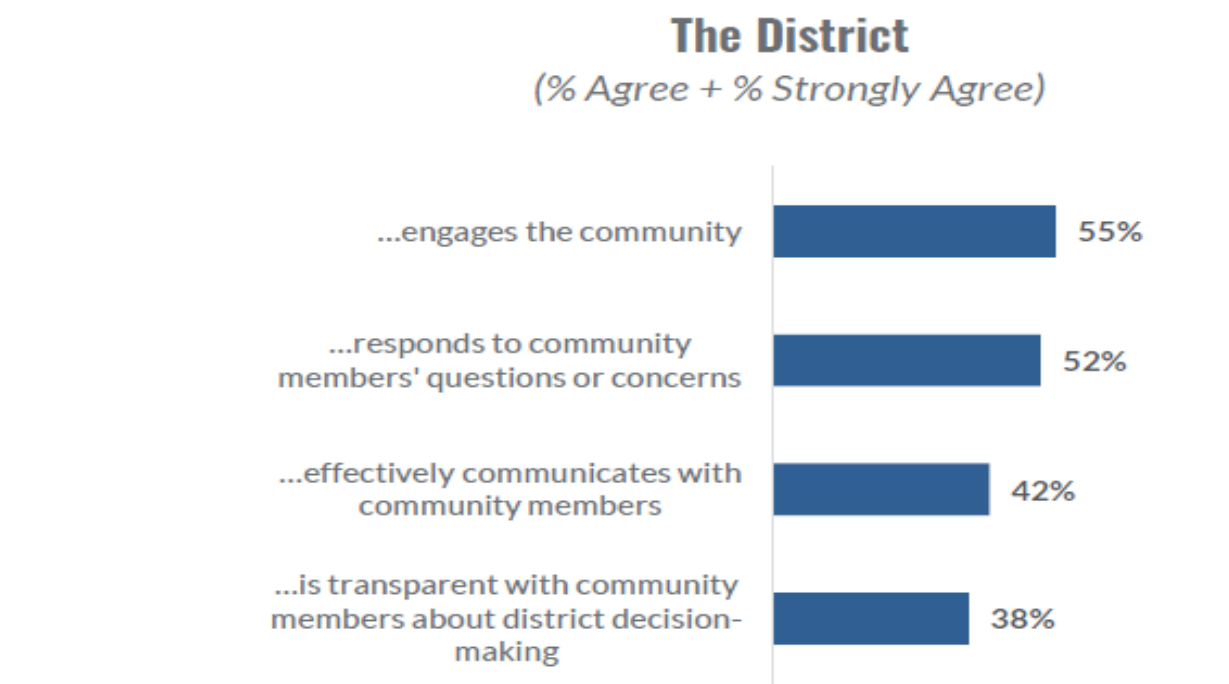 The District
(% Agree + % Strongly Agree)
...engages the community
55%
...responds to community
members' questions or concerns
52%
...effectively communicates with
community members
42%
...is transparent with community
members about district decision-
making
38%